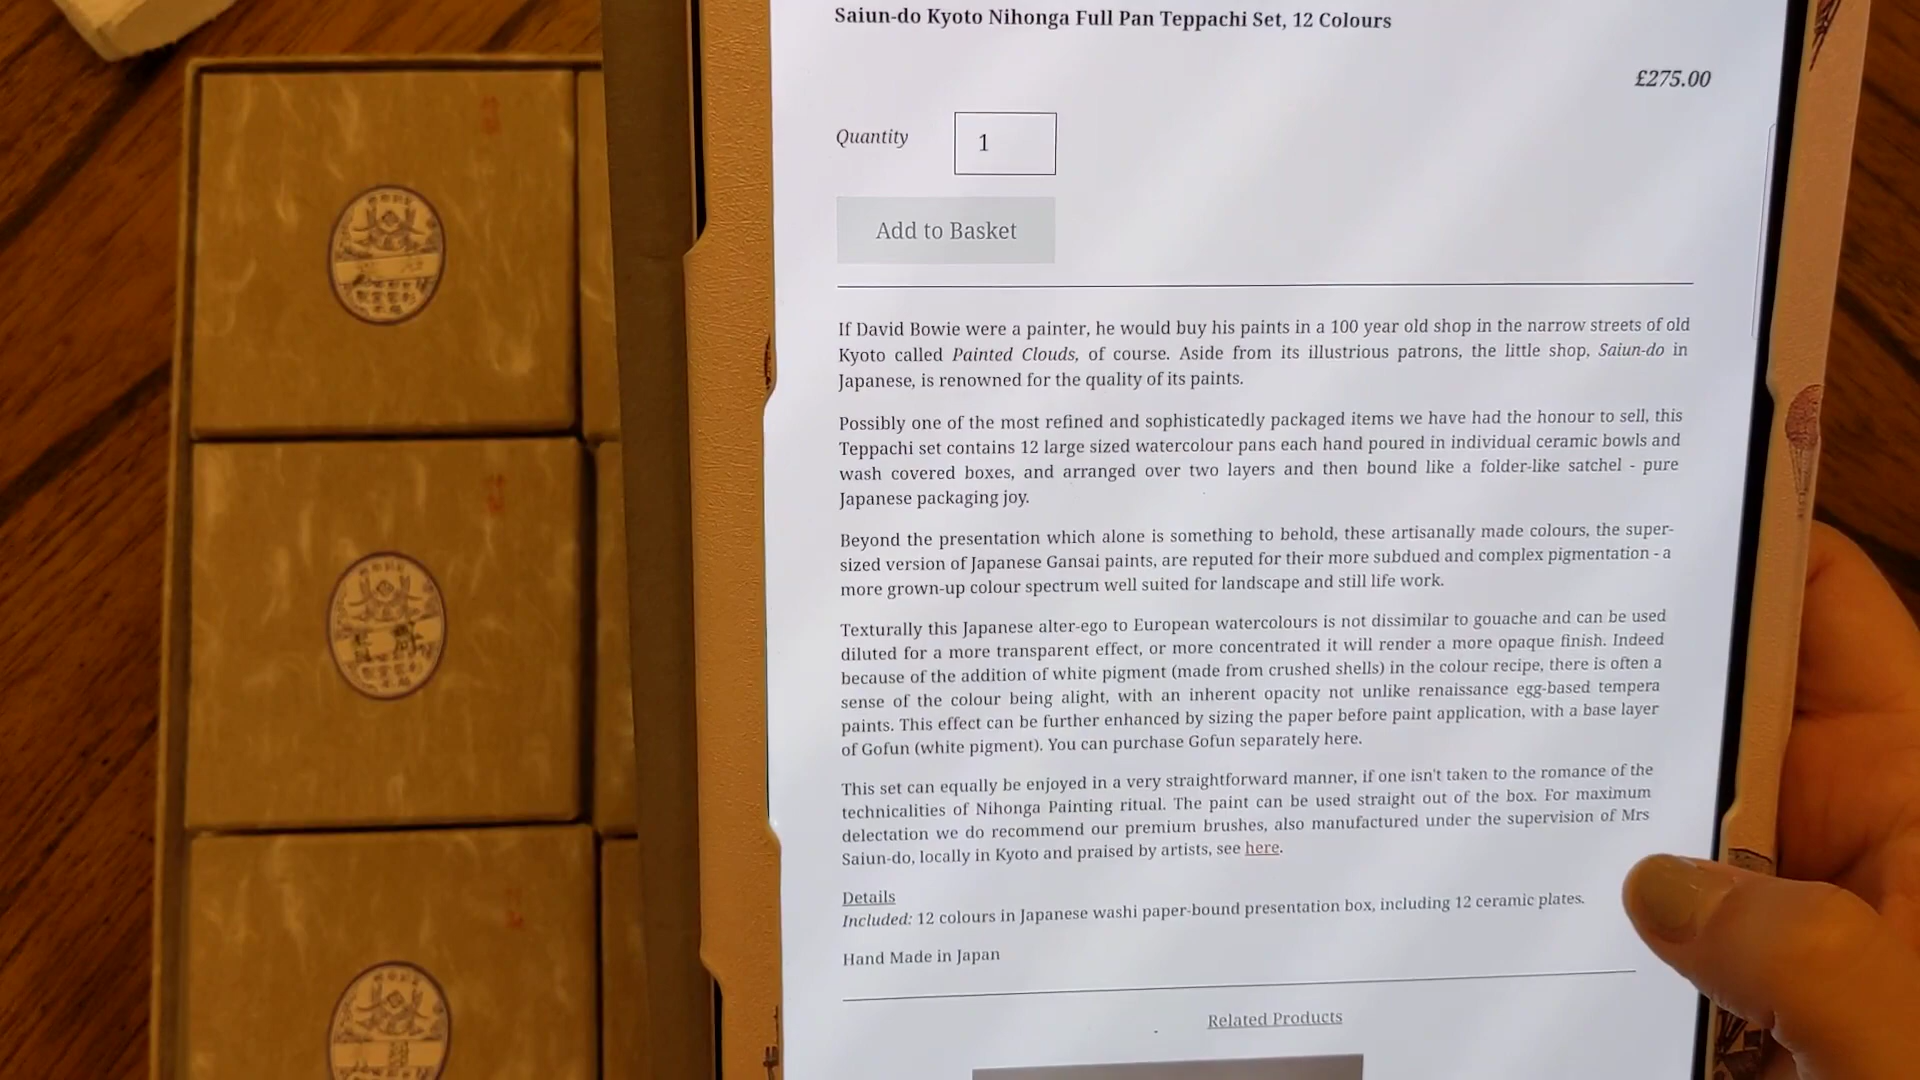 Saiun-do Kyoto Nihonga Full Pan Teppachi Set, 12 Colours
£275.00
Quantity
1
Add to Basket
If David Bowie were a painter, he would buy his paints in a 100 year old shop in the narrow streets of old
Kyoto called Painted Clouds, of course. Aside from its illustrious patrons, the little shop, Saiun-do in
Japanese, is renowned for the quality of its paints.
Possibly one of the most refined and sophisticatedly packaged items we have had the honour to sell, this
Teppachi set contains 12 large sized watercolour pans each hand poured in individual ceramic bowls and
wash covered boxes, and arranged over two layers and then bound like a folder-like satchel - pure
Japanese packaging joy.
Beyond the presentation which alone is something to behold, these artisanally made colours, the super-
sized version of Japanese Gansai paints, are reputed for their more subdued and complex pigmentation - a
more grown-up colour spectrum well suited for landscape and still life work.
Texturally this Japanese alter-ego to European watercolours is not dissimilar to gouache and can be used
diluted for a more transparent effect, or more concentrated it will render a more opaque finish. Indeed
because of the addition of white pigment (made from crushed shells) in the colour recipe, there is often a
sense of the colour being alight, with an inherent opacity not unlike renaissance egg-based tempera
paints. This effect can be further enhanced by sizing the paper before paint application, with a base layer
of Gofun (white pigment). You can purchase Gofun separately here.
This set can equally be enjoyed in a very straightforward manner, if one isn't taken to the romance of the
technicalities of Nihonga Painting ritual. The paint can be used straight out of the box. For maximum
delectation we do recommend our premium brushes, also manufactured under the supervision of Mrs
Saiun-do, locally in Kyoto and praised by artists, see here.
Details
Included: 12 colours in Japanese washi paper-bound presentation box, including 12 ceramic plates.
Hand Made in Japan
Related Products